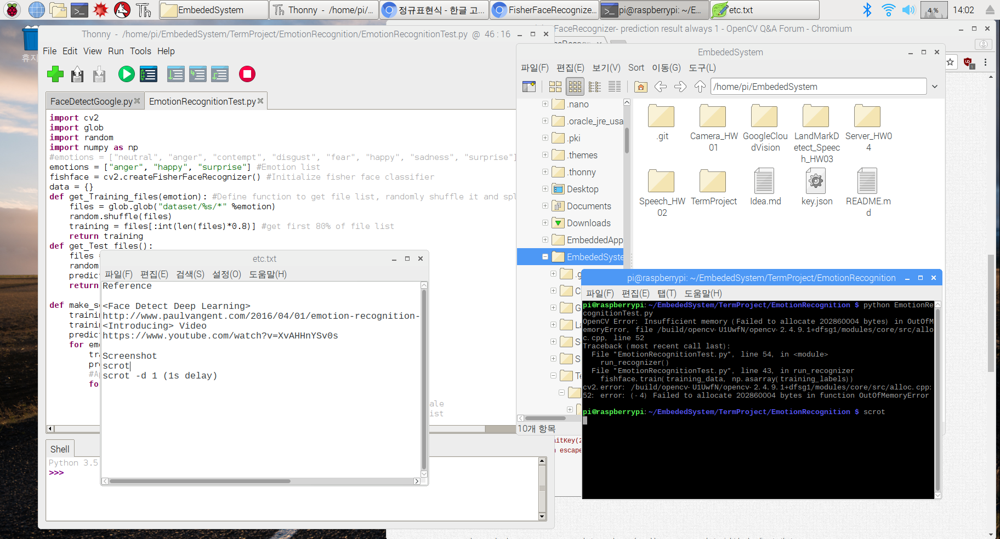 EmbededSystem
Thonny - /home/pi/...
정규표현식 - 한글 고...
FisherFaceRecognize...
pi@raspberrypi: ~/E...
etc.txt
4 %
14:02
Thonny - /home/pi/EmbededSystem/TermProject/EmotionRecognition/EmotionRecognitionTest.py @ 46 : 16
File Edit View Run Tools Help
FaceDetectGoogle.py
EmotionRecognitionTest.py
import cv2
import glob
import random
import numpy as np
#emotions = ["neutral", "anger", "contempt", "disgust", "fear", "happy", "sadness", "surprise"]
emotions = ["anger", "happy", "surprise"] #Emotion list
fishface = cv2.createFisherFaceRecognizer() #Initialize fisher face classifier
data = {}
def get_Training_files(emotion): #Define function to get file list, randomly shuffle it and spl
files = glob.glob("dataset/%s/*" %emotion)
random.shuffle(files)
training = files[:int(len(files)*0.8)] #get first 80% of file list
return training
def get_Test_files():
files =
random
predic
return
def make_s
trainin
trainin
predic
for em
tra
pre
#A
fo
ale
ist
Shell
Python 3.5
>>>
etc.txt
파일(F) 편집(E) 검색(S) 설정(O) 도움말(H)
Reference
<Face Detect Deep Learning>
http://www.paulvangent.com/2016/04/01/emotion-recognition-
<Introducing> Video
https://www.youtube.com/watch?v=XvAHHnYSv0s
Screenshot
scrot
scrot -d 1 (1s delay)
FaceRecognizer- prediction result always 1 - OpenCV Q&A Forum - Chromium
EmbededSystem
파일(F) 편집(E) 보기(V) Sort 이동(G) 도구(L)
/home/pi/EmbededSystem
.nano
.oracle_jre_usa
.pki
.themes
.thonny
Desktop
Documents
Downloads
EmbeddedApp
EmbededSyste
.g
C
G
La
S
S
Te
10개 항목
.git
Camera_HW01
GoogleCloudVision
LandMarkDetect_Speech_HW03
Server_HW04
Speech_HW02
TermProject
Idea.md
key.json
README.md
aitKey(2
escape
pi@raspberrypi: ~/EmbededSystem/TermProject/EmotionRecognition
파일(F) 편집(E) 탭(T) 도움말(H)
pi@raspberrypi:~/EmbededSystem/TermProject/EmotionRecognition $ python EmotionRe
cognitionTest.py
OpenCV Error: Insufficient memory (Failed to allocate 202860004 bytes) in OutOfM
emoryError, file /build/opencv-U1UwfN/opencv-2.4.9.1+dfsg1/modules/core/src/allo
c.cpp, line 52
Traceback (most recent call last):
File "EmotionRecognitionTest.py", line 54, in <module>
run_recognizer()
File "EmotionRecognitionTest.py", line 43, in run_recognizer
fishface.train(training_data, np.asarray(training_labels))
cv2.error: /build/opencv-U1UwfN/opencv-2.4.9.1+dfsg1/modules/core/src/alloc.cpp:
52: error: (-4) Failed to allocate 202860004 bytes in function OutOfMemoryError
pi@raspberrypi:~/EmbededSystem/TermProject/EmotionRecognition $ scrot